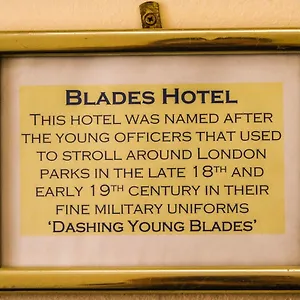 BLADES HOTEL
THIS HOTEL WAS NAMED AFTER
THE YOUNG OFFICERS THAT USED
TO STROLL AROUND LONDON
PARKS IN THE LATE 18TH AND
EARLY 19TH CENTURY IN THEIR
FINE MILITARY UNIFORMS
‘DASHING YOUNG BLADES’